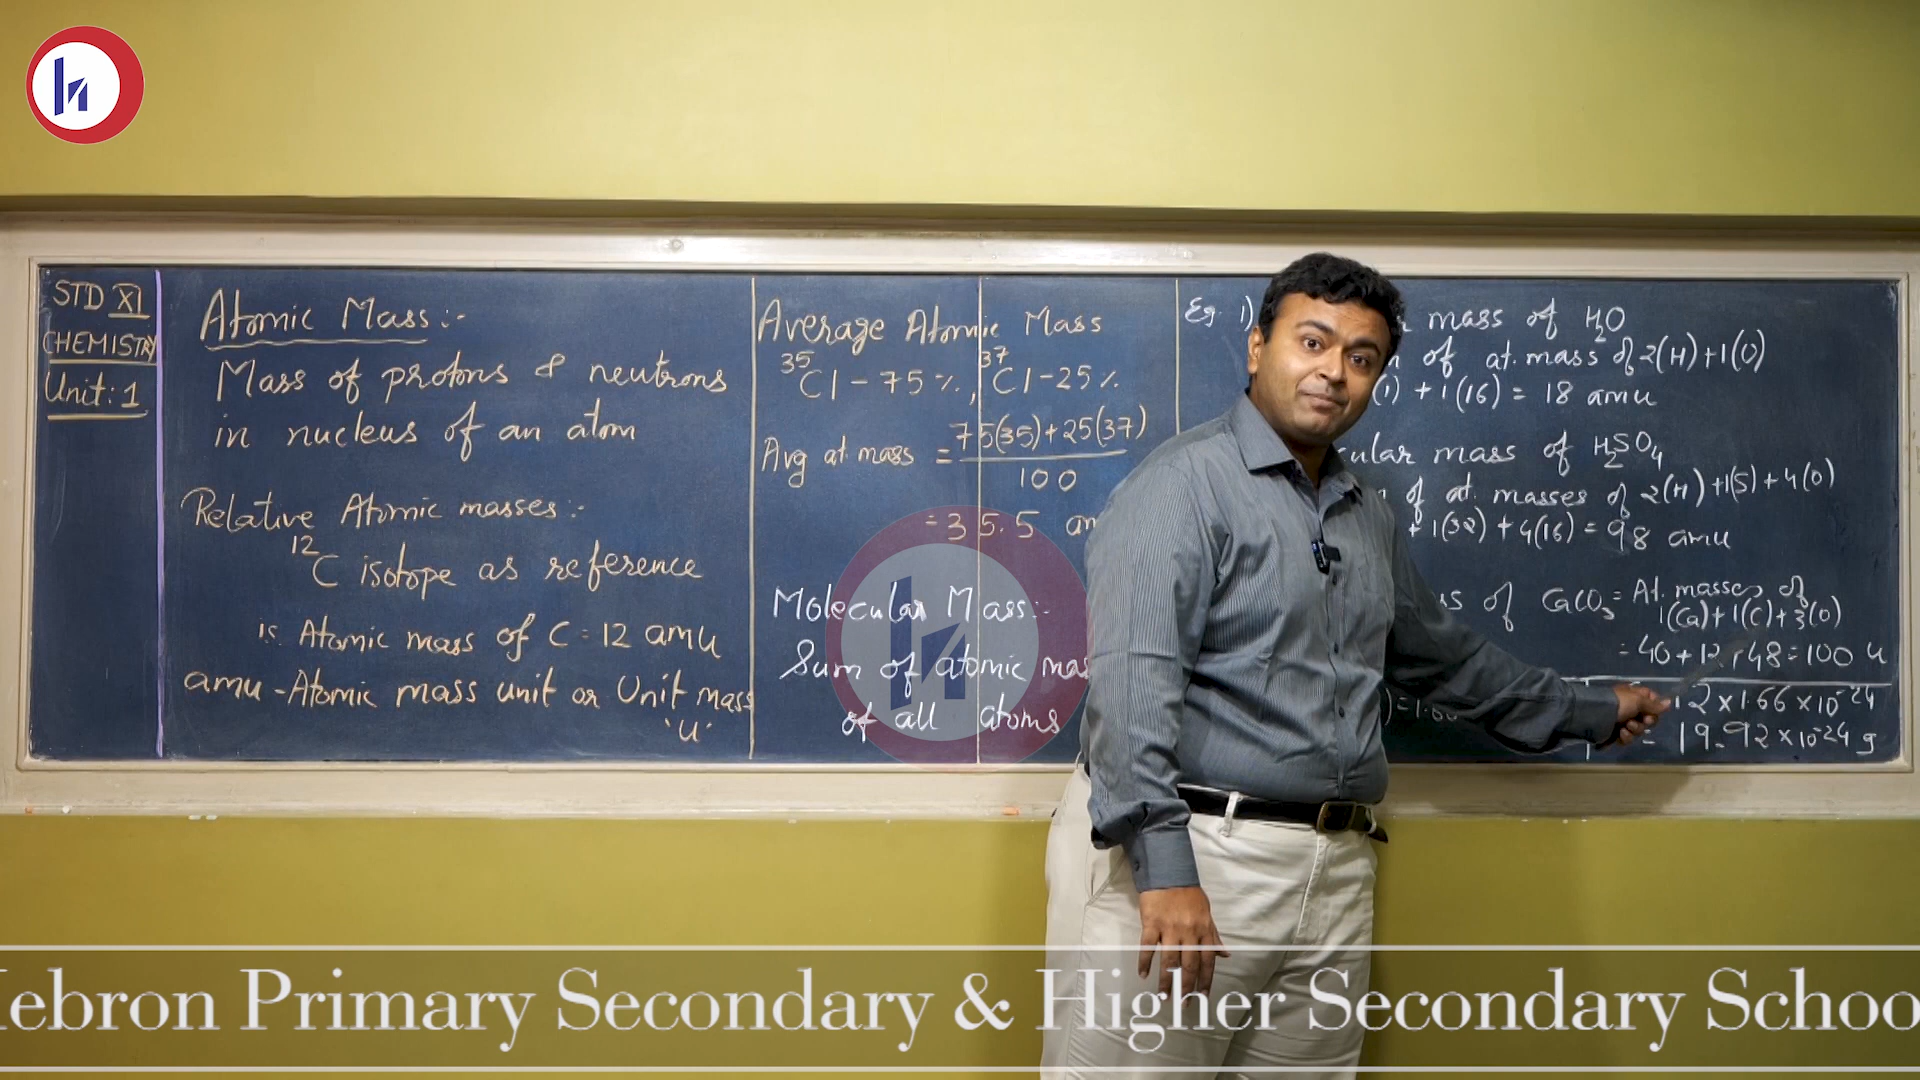 STD XI
CHEMISTRY
Unit: 1
Atomic Mass:-
Mass of protons & neutrons
in nucleus of an atom
Relative Atomic masses:-
¹²C isotope as reference
is. Atomic mass of C = 12 amu
amu - Atomic mass unit or Unit mass
'u'
Average Atomic Mass
³⁵Cl - 75 %, ³⁷Cl - 25 %
75(35)+25(37)
Avg at mass =
100
= 35.5
Molecular Mass:-
Sum of atomic
of all atoms
Eg. 1) mass of H₂O
of at. mass of 2(H)+1(O)
(1) + 1(16) = 18 amu
mass of H₂SO₄
of at. masses of 2(H)+1(S)+4(O)
+ 1(32) + 4(16) = 98 amu
of CaCO₃ = At. masses of
1(Ca)+1(C)+3(O)
= 40+12+48=100 u
2×1.66×10⁻²⁴
= 19.92×10⁻²⁴ g
ebron Primary Secondary & Higher Secondary Schoo